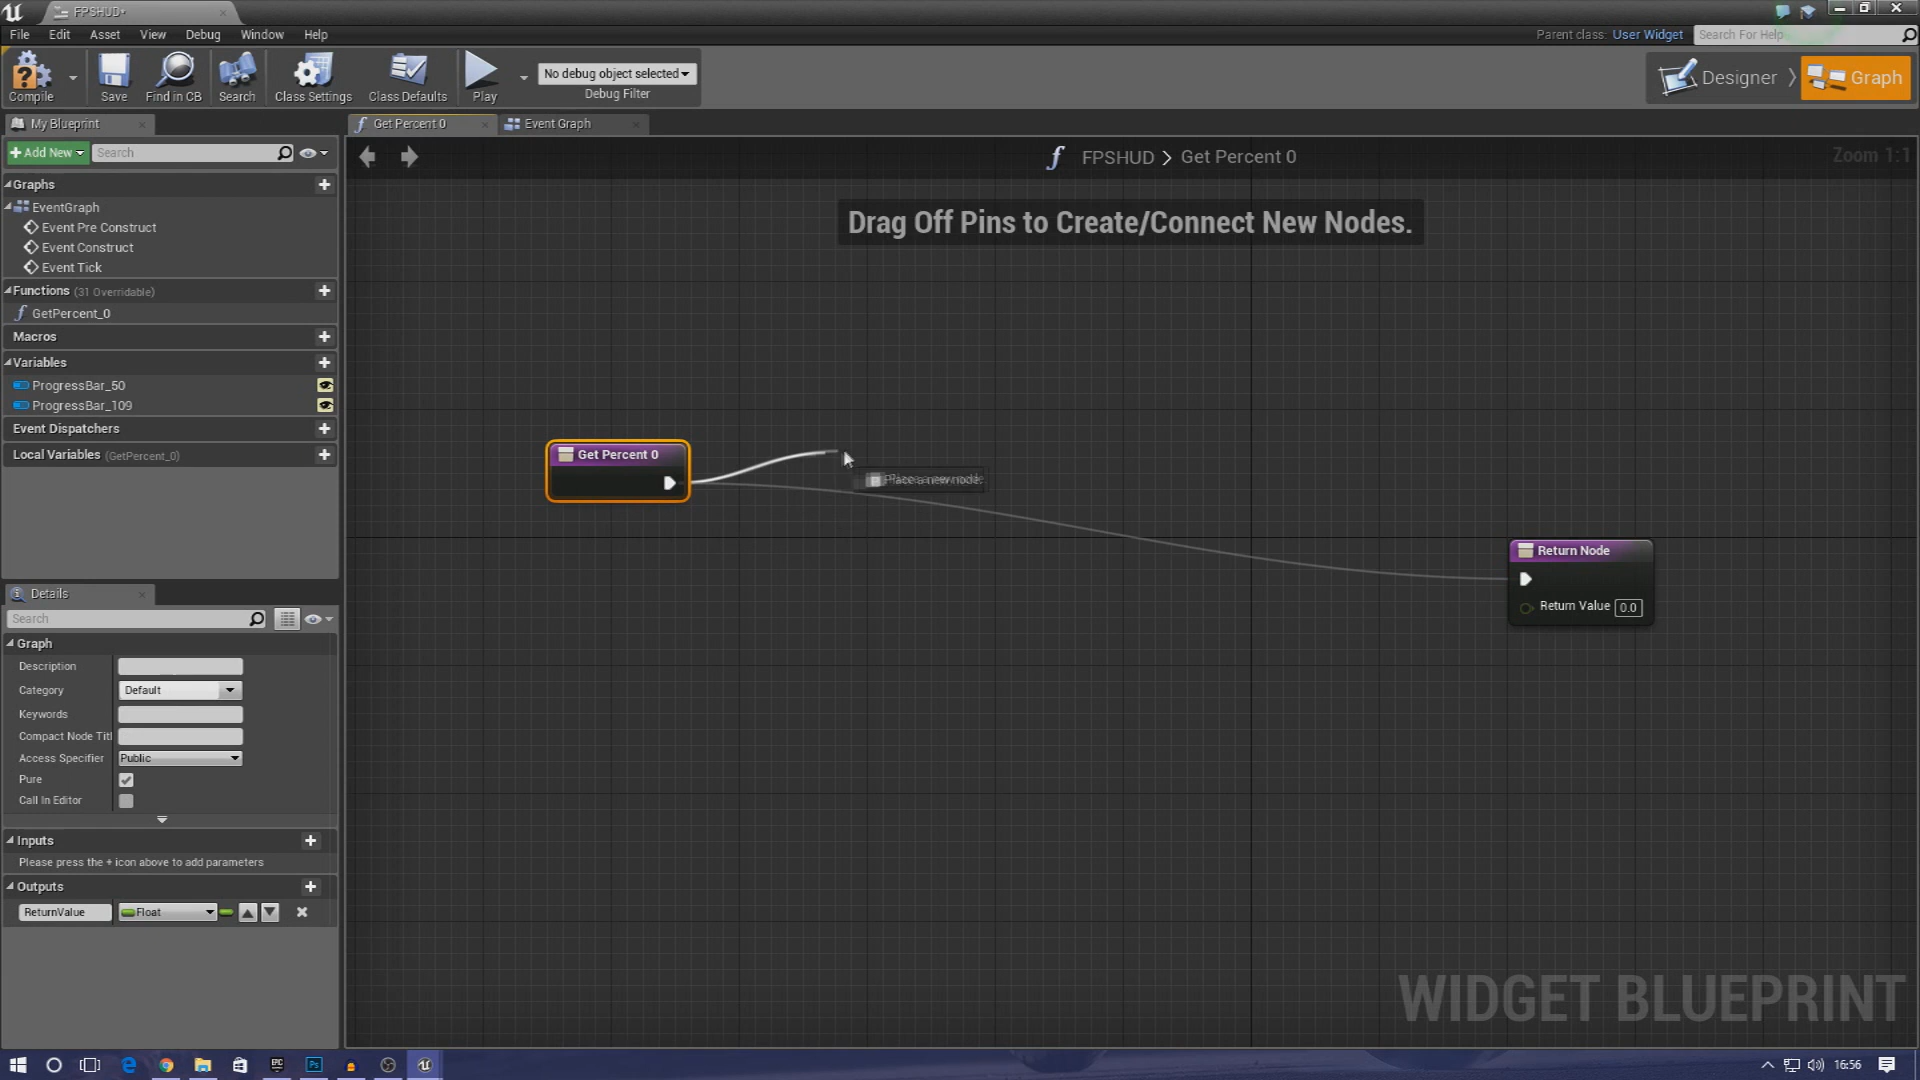 FPSHUD*
File Edit Asset View Debug Window Help
Parent class: User Widget Search For Help
Compile Save Find in CB Search Class Settings Class Defaults Play No debug object selected Debug Filter
Designer Graph
My Blueprint
Get Percent 0 Event Graph
Add New Search
FPSHUD > Get Percent 0
Zoom 1:1
Graphs
EventGraph
Event Pre Construct
Event Construct
Event Tick
Functions (31 Overridable)
GetPercent_0
Macros
Variables
ProgressBar_50
ProgressBar_109
Event Dispatchers
Local Variables (GetPercent_0)
Drag Off Pins to Create/Connect New Nodes.
Get Percent 0
Place a new node.
Return Node
Return Value 0.0
Details
Search
Graph
Description
Category Default
Keywords
Compact Node Titl
Access Specifier Public
Pure
Call In Editor
Inputs
Please press the + icon above to add parameters
Outputs
ReturnValue Float
WIDGET BLUEPRINT
EPIC
Ps
16:56